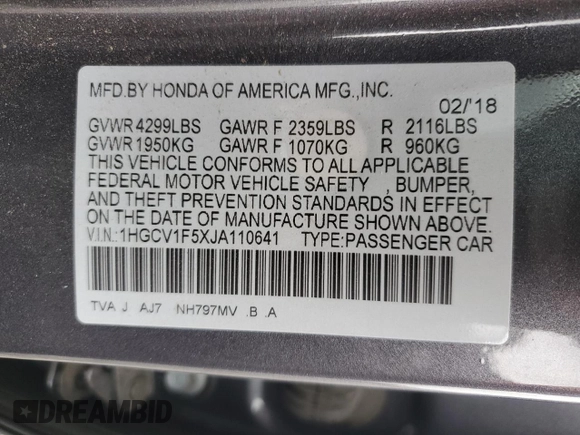 MFD.BY HONDA OF AMERICA MFG.,INC.
02/'18
GVWR 4299LBS GAWR F 2359LBS R 2116LBS
GVWR 1950KG GAWR F 1070KG R 960KG
THIS VEHICLE CONFORMS TO ALL APPLICABLE
FEDERAL MOTOR VEHICLE SAFETY , BUMPER,
AND THEFT PREVENTION STANDARDS IN EFFECT
ON THE DATE OF MANUFACTURE SHOWN ABOVE.
V.I.N.:1HGCV1F5XJA110641 TYPE:PASSENGER CAR
TVA J AJ7 NH797MV .B .A
DREAMBID